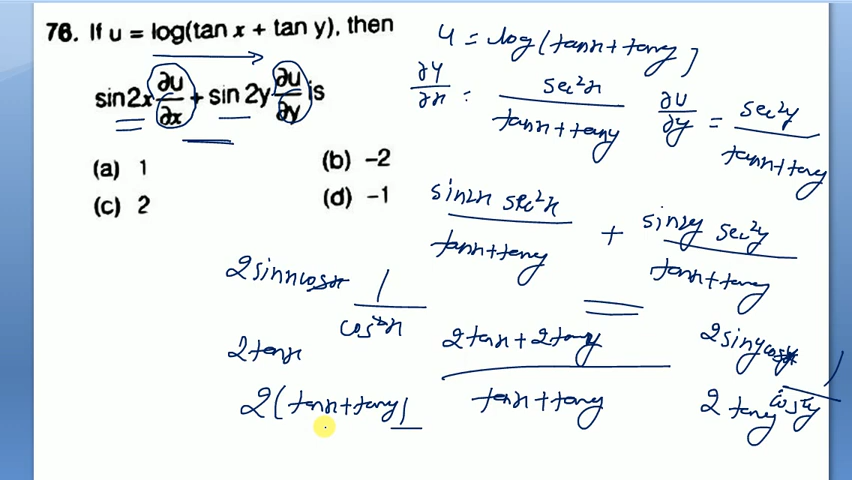 76. If u = log(tan x + tan y), then
sin2x ∂u/∂x + sin 2y ∂u/∂y is
(a) 1
(b) -2
(c) 2
(d) -1
u = log(tanx+tany)
∂y/∂x = sec²x / tanx+tany
∂u/∂y = sec²y / tanx+tany
sin2x sec²x / tanx+tany + sin2y sec²y / tanx+tany
2sinxcosx 1/cos²x
2tanx
2(tanx+tany)
2tanx+2tany / tanx+tany
2sinycosy 1/cos²y
2tany